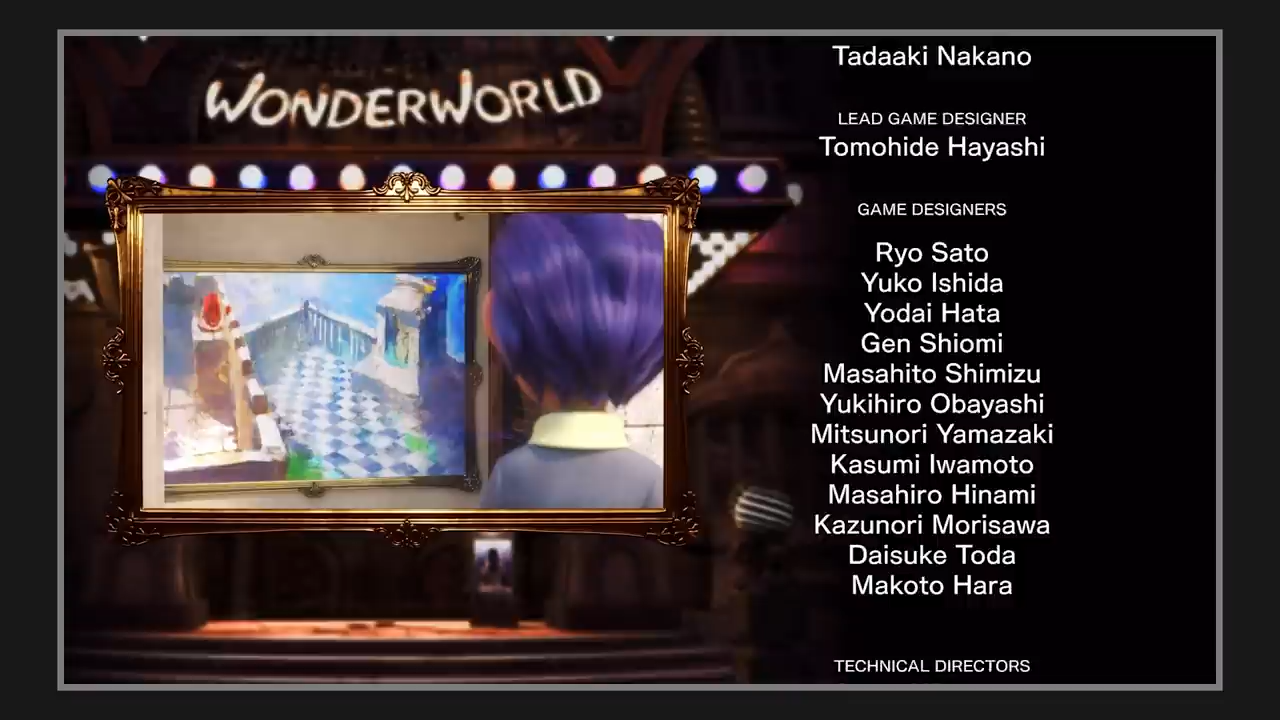 WONDERWORLD
Tadaaki Nakano
LEAD GAME DESIGNER
Tomohide Hayashi
GAME DESIGNERS
Ryo Sato
Yuko Ishida
Yodai Hata
Gen Shiomi
Masahito Shimizu
Yukihiro Obayashi
Mitsunori Yamazaki
Kasumi Iwamoto
Masahiro Hinami
Kazunori Morisawa
Daisuke Toda
Makoto Hara
TECHNICAL DIRECTORS